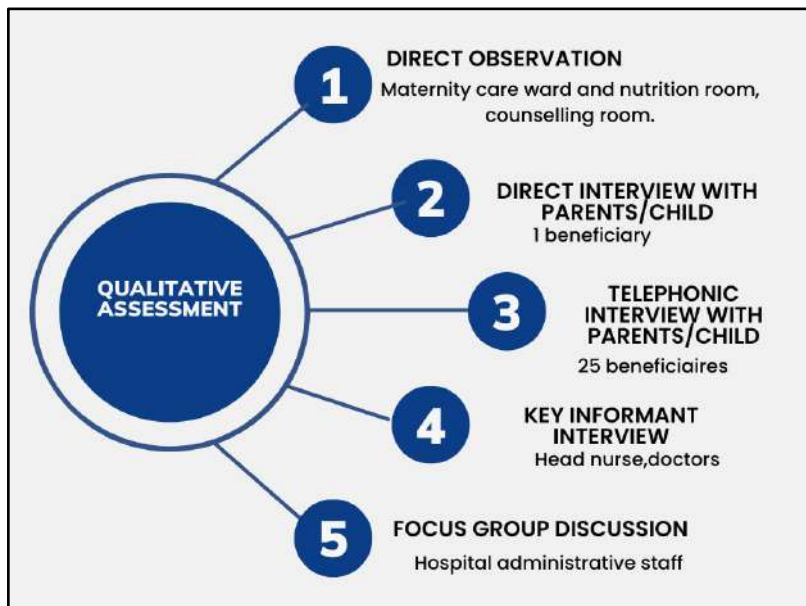 QUALITATIVE
ASSESSMENT
1
DIRECT OBSERVATION
Maternity care ward and nutrition room,
counselling room.
2
DIRECT INTERVIEW WITH
PARENTS/CHILD
1 beneficiary
3
TELEPHONIC
INTERVIEW WITH
PARENTS/CHILD
25 beneficiaires
4
KEY INFORMANT
INTERVIEW
Head nurse,doctors
5
FOCUS GROUP DISCUSSION
Hospital administrative staff